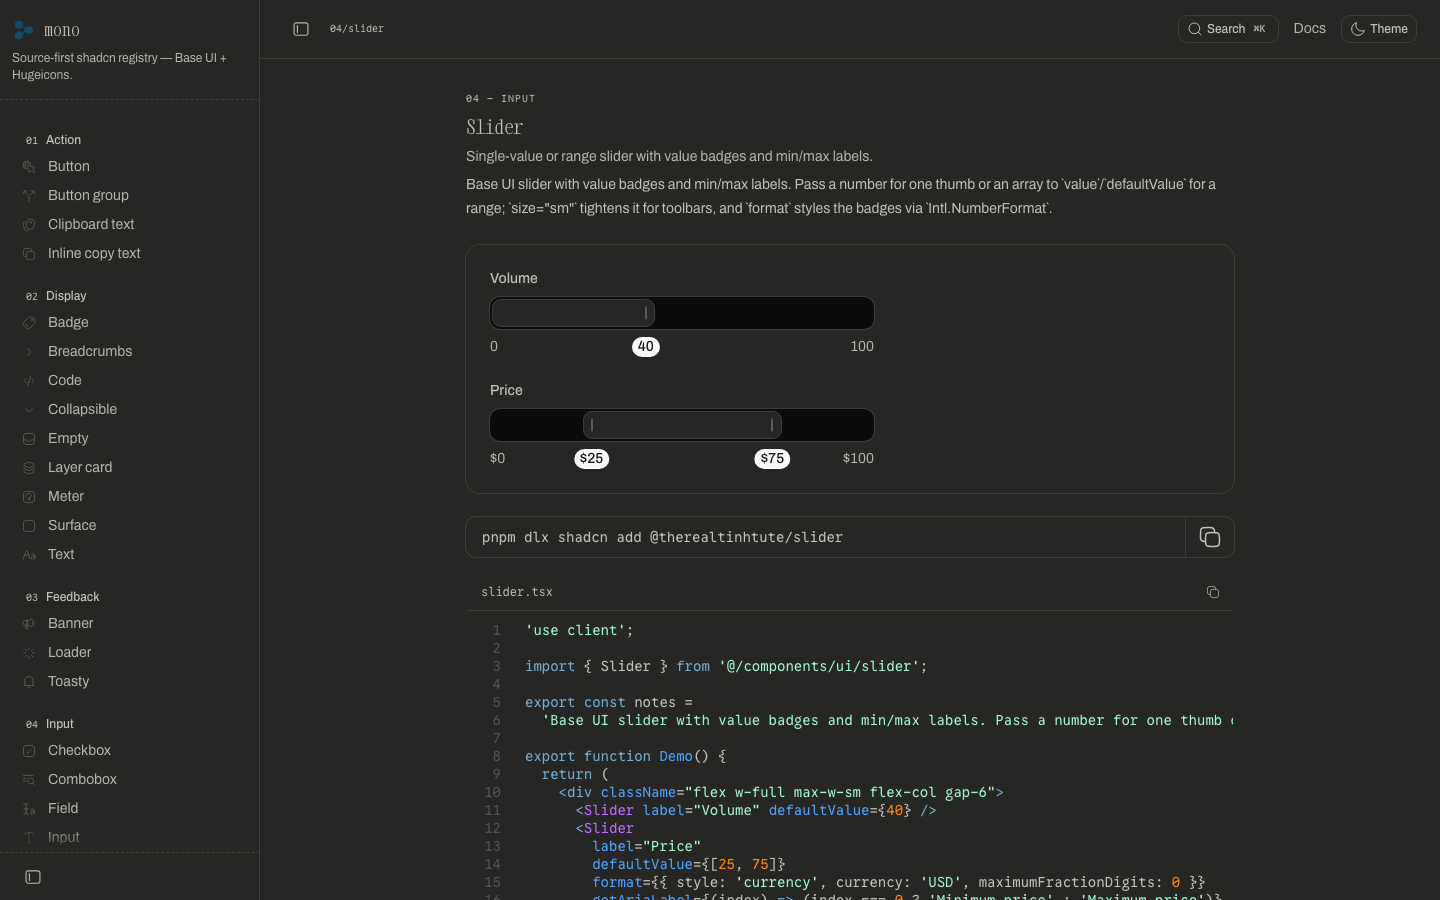 mono
Source-first shadcn registry — Base UI +
Hugeicons.
01 Action
Button
Button group
Clipboard text
Inline copy text
02 Display
Badge
Breadcrumbs
Code
Collapsible
Empty
Layer card
Meter
Surface
Text
03 Feedback
Banner
Loader
Toasty
04 Input
Checkbox
Combobox
Field
Input
04/slider
Search ⌘K
Docs
Theme
04 — INPUT
Slider
Single-value or range slider with value badges and min/max labels.
Base UI slider with value badges and min/max labels. Pass a number for one thumb or an array to `value`/`defaultValue` for a
range; `size="sm"` tightens it for toolbars, and `format` styles the badges via `Intl.NumberFormat`.
Volume
0 40 100
Price
$0 $25 $75 $100
pnpm dlx shadcn add @therealtinhtute/slider
slider.tsx
1 'use client';
2
3 import { Slider } from '@/components/ui/slider';
4
5 export const notes =
6 'Base UI slider with value badges and min/max labels. Pass a number for one thumb
7
8 export function Demo() {
9 return (
10 <div className="flex w-full max-w-sm flex-col gap-6">
11 <Slider label="Volume" defaultValue={40} />
12 <Slider
13 label="Price"
14 defaultValue={[25, 75]}
15 format={{ style: 'currency', currency: 'USD', maximumFractionDigits: 0 }}
16 getAriaLabel={(index) => (index === 0 ? 'Minimum price' : 'Maximum price')}